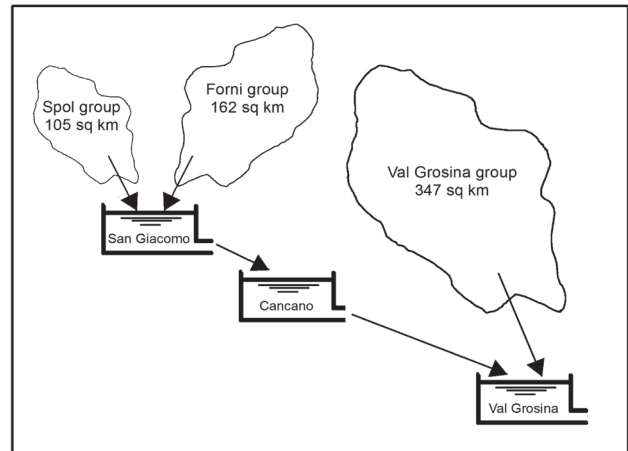 Spol group
105 sq km
Forni group
162 sq km
Val Grosina group
347 sq km
San Giacomo
Cancano
Val Grosina